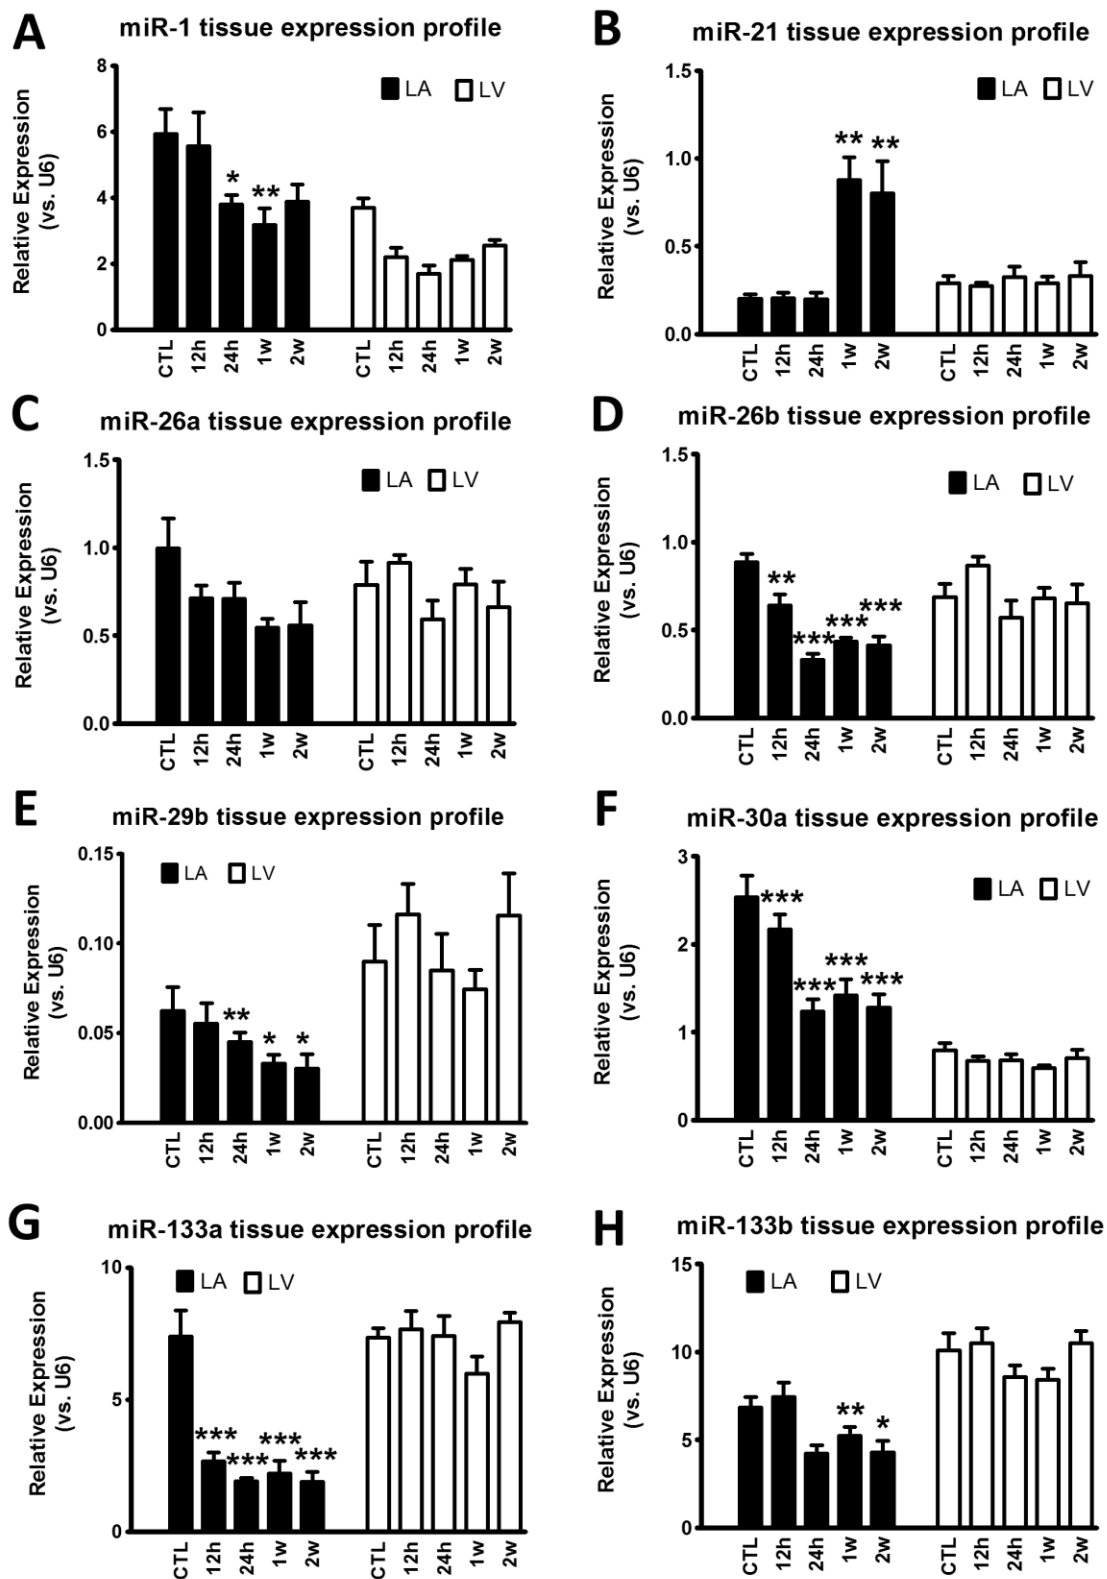 A
miR-1 tissue expression profile
Relative Expression
(vs. U6)
8
6
4
2
0
LA LV
*
**
CTL 12h 24h 1w 2w CTL 12h 24h 1w 2w
B
miR-21 tissue expression profile
Relative Expression
(vs. U6)
1.5
1.0
0.5
0.0
LA LV
** **
CTL 12h 24h 1w 2w CTL 12h 24h 1w 2w
C
miR-26a tissue expression profile
Relative Expression
(vs. U6)
1.5
1.0
0.5
0.0
LA LV
CTL 12h 24h 1w 2w CTL 12h 24h 1w 2w
D
miR-26b tissue expression profile
Relative Expression
(vs. U6)
1.5
1.0
0.5
0.0
LA LV
** *** *** ***
CTL 12h 24h 1w 2w CTL 12h 24h 1w 2w
E
miR-29b tissue expression profile
Relative Expression
(vs. U6)
0.15
0.10
0.05
0.00
LA LV
** * *
CTL 12h 24h 1w 2w CTL 12h 24h 1w 2w
F
miR-30a tissue expression profile
Relative Expression
(vs. U6)
3
2
1
0
LA LV
*** *** *** ***
CTL 12h 24h 1w 2w CTL 12h 24h 1w 2w
G
miR-133a tissue expression profile
Relative Expression
(vs. U6)
10
5
0
LA LV
*** *** *** ***
CTL 12h 24h 1w 2w CTL 12h 24h 1w 2w
H
miR-133b tissue expression profile
Relative Expression
(vs. U6)
15
10
5
0
LA LV
** *
CTL 12h 24h 1w 2w CTL 12h 24h 1w 2w